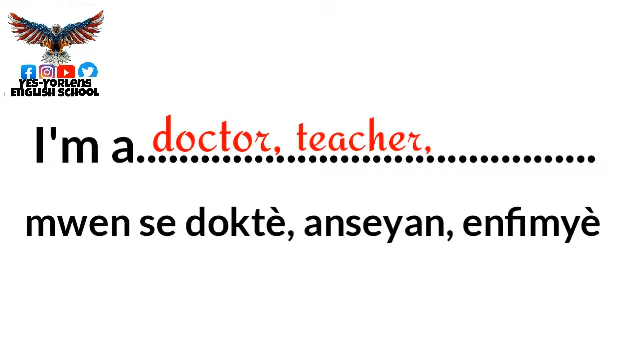 YES-YORLENS
ENGLISH SCHOOL
I'm a..doctor, teacher,..........................................
mwen se doktè, anseyan, enfimyè